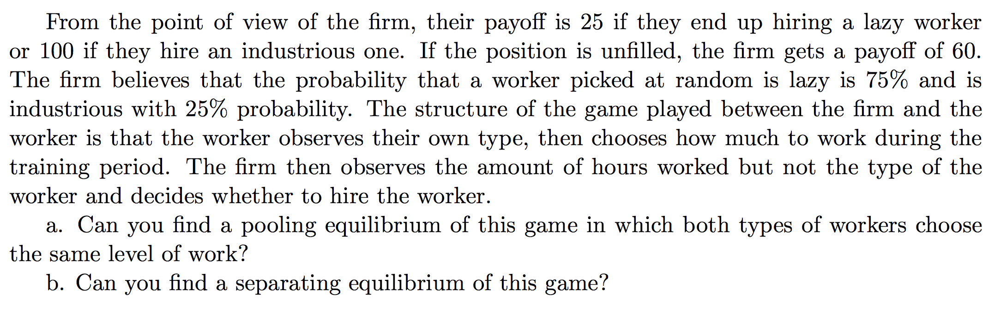 From the point of view of the firm, their payoff is 25 if they end up hiring a lazy worker
or 100 if they hire an industrious one. If the position is unfilled, the firm gets a payoff of 60.
The firm believes that the probability that a worker picked at random is lazy is 75% and is
industrious with 25% probability. The structure of the game played between the firm and the
worker is that the worker observes their own type, then chooses how much to work during the
training period. The firm then observes the amount of hours worked but not the type of the
worker and decides whether to hire the worker.
a. Can you find a pooling equilibrium of this game in which both types of workers choose
the same level of work?
b. Can you find a separating equilibrium of this game?